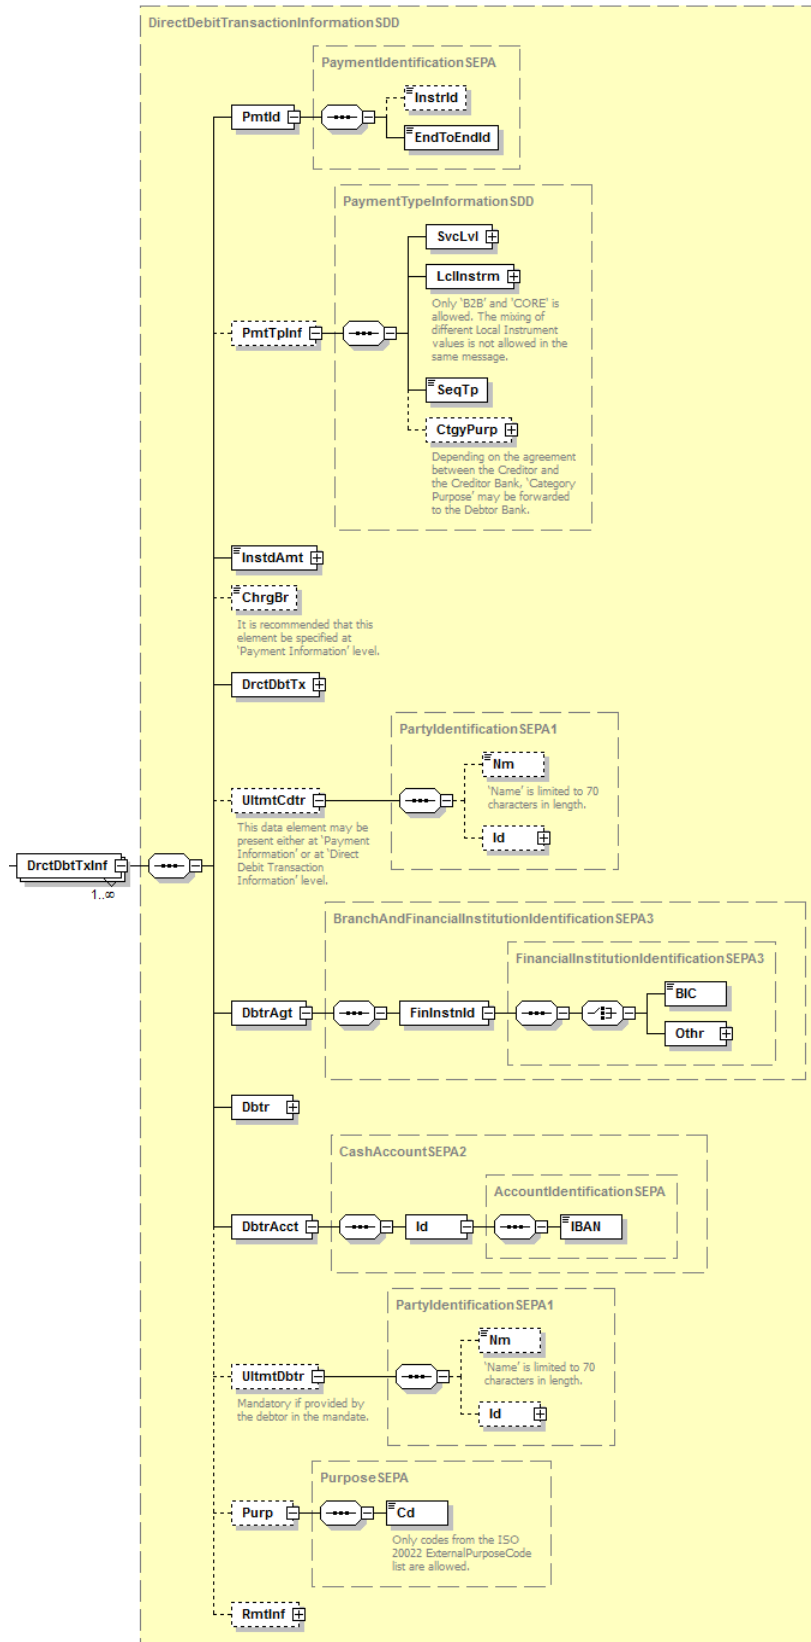 DirectDebitTransactionInformationSDD
PaymentIdentificationSEPA
InstrId
PmtId
EndToEndId
PaymentTypeInformationSDD
SvcLvl
LclInstrm
Only 'B2B' and 'CORE' is
allowed. The mixing of
different Local Instrument
values is not allowed in the
same message.
PmtTpInf
SeqTp
CtgyPurp
Depending on the agreement
between the Creditor and
the Creditor Bank, 'Category
Purpose' may be forwarded
to the Debtor Bank.
InstdAmt
ChrgBr
It is recommended that this
element be specified at
'Payment Information' level.
DrctDbtTx
PartyIdentificationSEPA1
Nm
'Name' is limited to 70
characters in length.
UltmtCdtr
This data element may be
present either at 'Payment
Information' or at 'Direct
Debit Transaction
Information' level.
Id
DrctDbtTxInf
1..∞
BranchAndFinancialInstitutionIdentificationSEPA3
FinancialInstitutionIdentificationSEPA3
BIC
DbtrAgt
FinInstnId
Othr
Dbtr
CashAccountSEPA2
AccountIdentificationSEPA
DbtrAcct
Id
IBAN
PartyIdentificationSEPA1
Nm
'Name' is limited to 70
characters in length.
UltmtDbtr
Mandatory if provided by
the debtor in the mandate.
Id
PurposeSEPA
Purp
Cd
Only codes from the ISO
20022 ExternalPurposeCode
list are allowed.
RmtInf